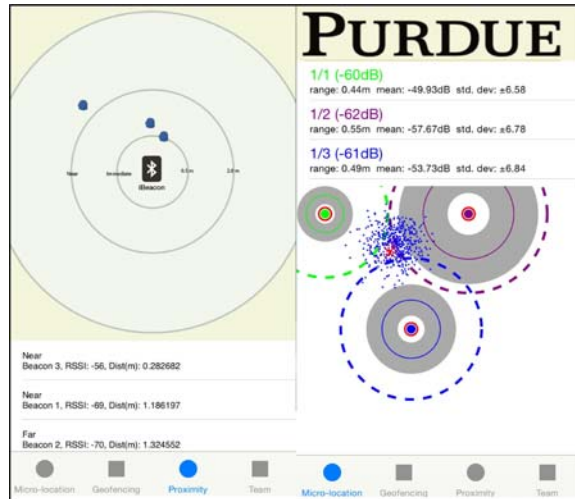 Near
Immediate
0.5 m
2.0 m
iBeacon
Near
Beacon 3, RSSI: -56, Dist(m): 0.282682
Near
Beacon 1, RSSI: -69, Dist(m): 1.186197
Far
Beacon 2, RSSI: -70, Dist(m): 1.324552
Micro-location
Geofencing
Proximity
Team
PURDUE
1/1 (-60dB)
range: 0.44m mean: -49.93dB std. dev: ±6.58
1/2 (-62dB)
range: 0.55m mean: -57.67dB std. dev: ±6.78
1/3 (-61dB)
range: 0.49m mean: -53.73dB std. dev: ±6.84
Micro-location
Geofencing
Proximity
Team